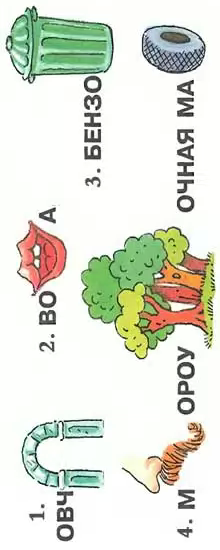 1.
ОВЧ
2. ВО А
3. БЕНЗО
4. М ОРОУ ОЧНАЯ МА